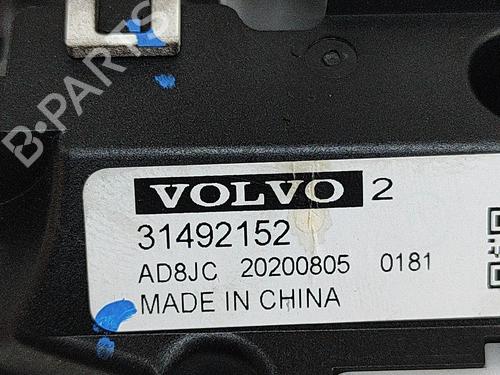 B-PARTS
VOLVO 2
31492152
AD8JC 20200805 0181
MADE IN CHINA